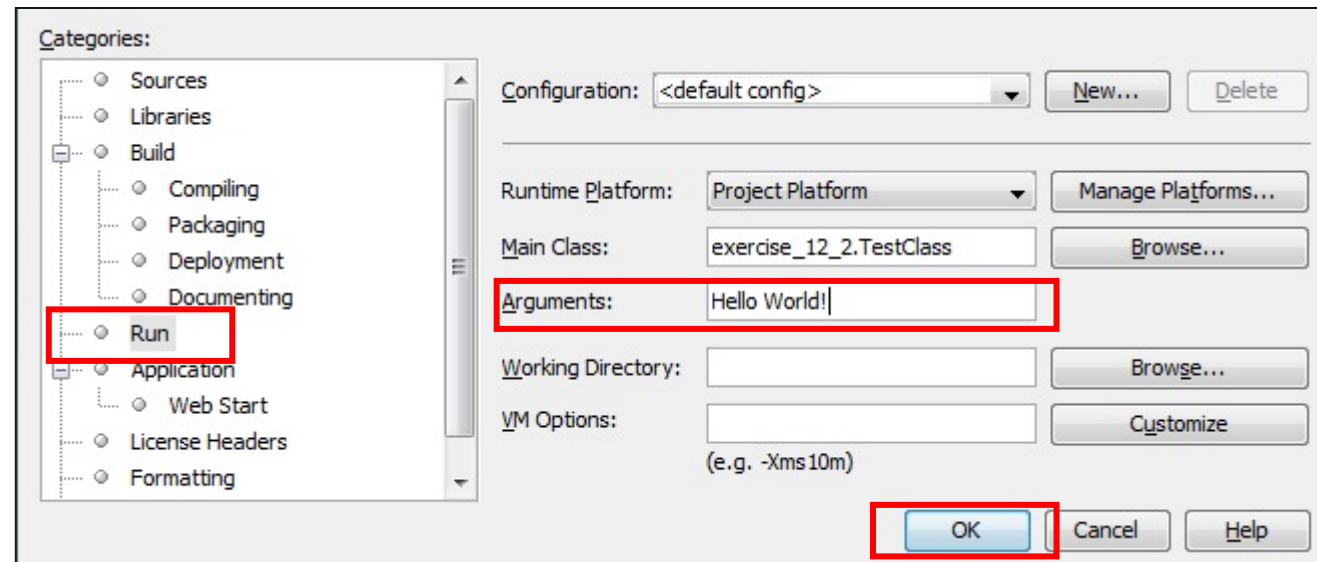 Categories:
Sources
Libraries
Build
Compiling
Packaging
Deployment
Documenting
Run
Application
Web Start
License Headers
Formatting
Configuration: <default config> New... Delete
Runtime Platform: Project Platform Manage Platforms...
Main Class: exercise_12_2.TestClass Browse...
Arguments: Hello World!
Working Directory: Browse...
VM Options: Customize
(e.g. -Xms10m)
OK Cancel Help